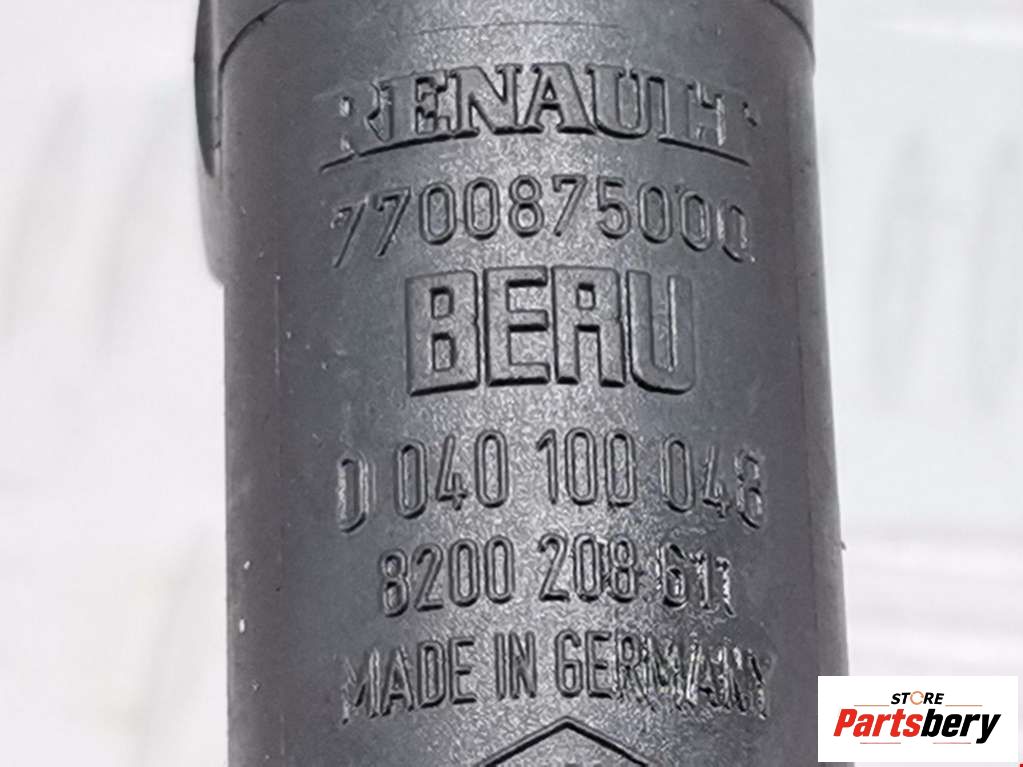 RENAULT
7700875000
BERU
0 040 100 048
8200 208 611
MADE IN GERMANY
STORE
Partsbery